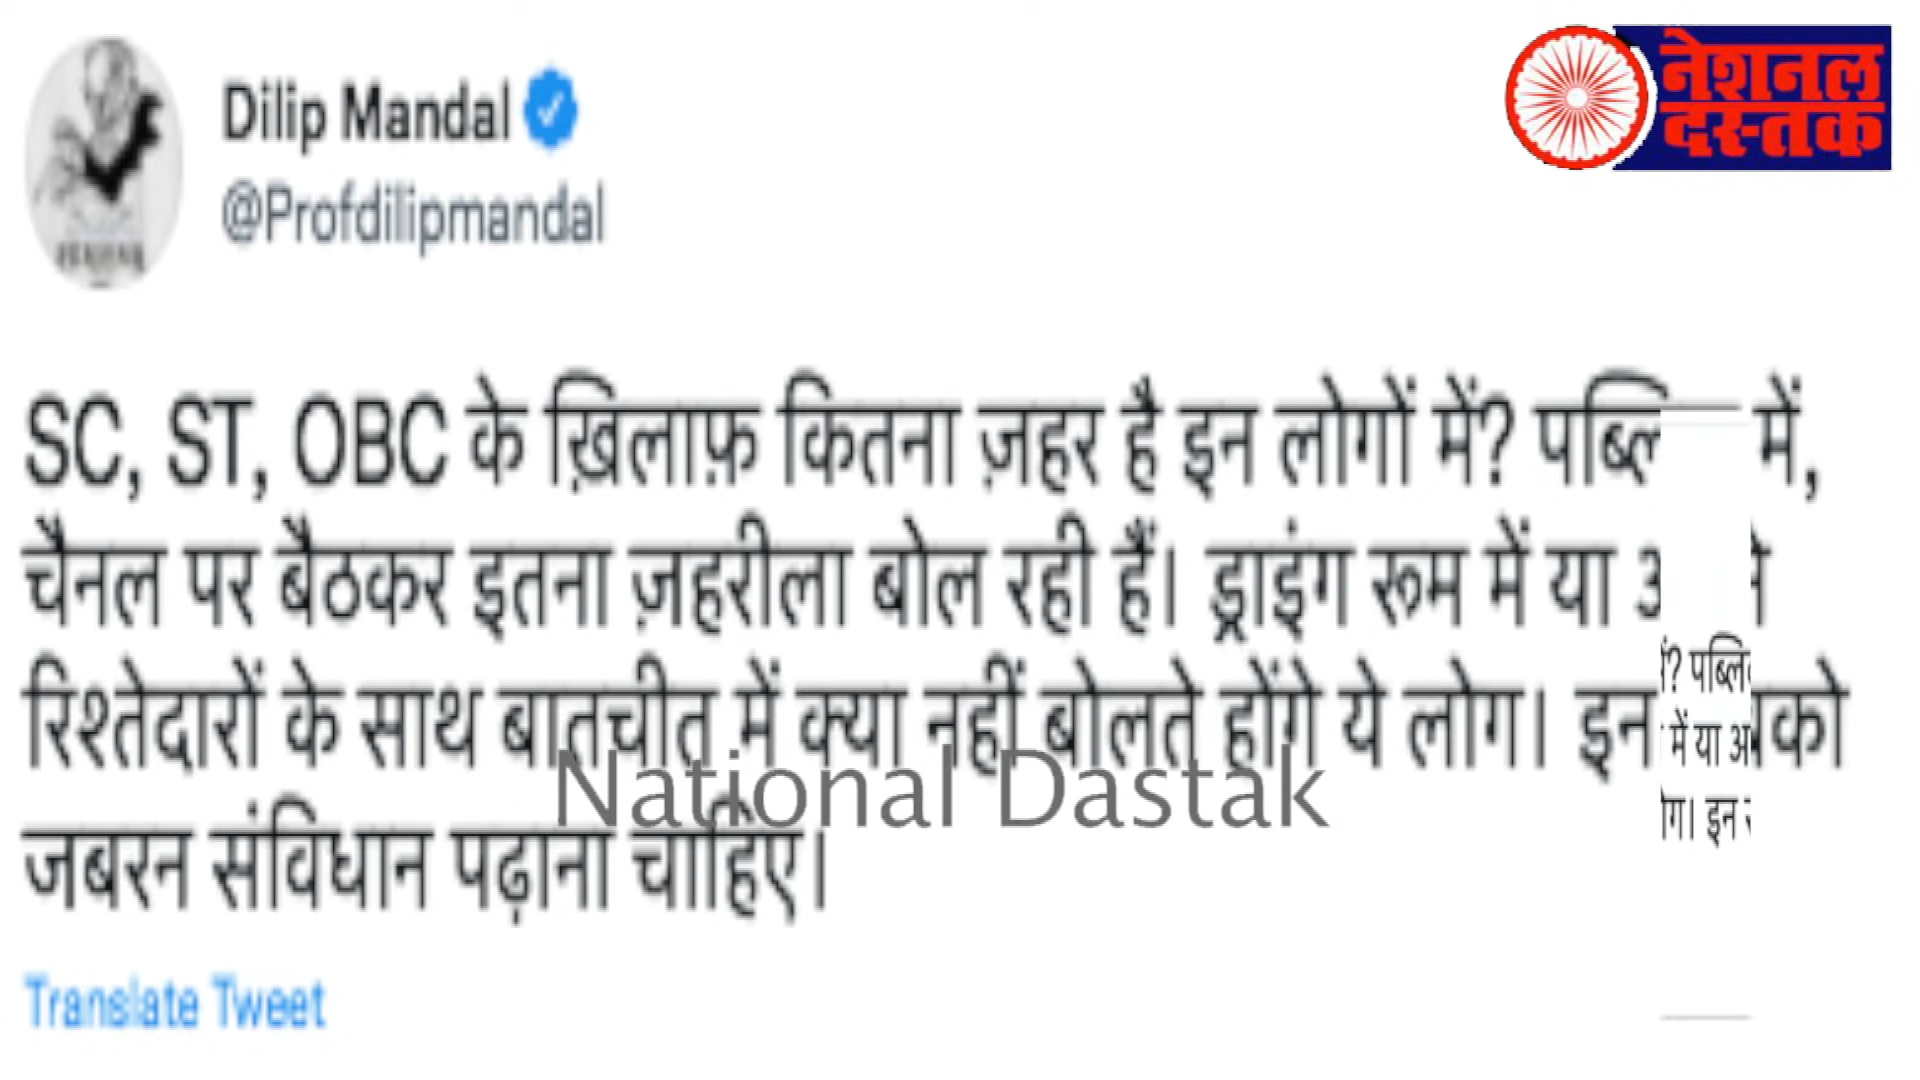 Dilip Mandal
@Profdilipmandal
नेशनल
दस्तक
SC, ST, OBC के ख़िलाफ़ कितना ज़हर है इन लोगों में? में,
चैनल पर बैठकर इतना ज़हरीला बोल रही हैं। ड्राइंग रूम में या
रिश्तेदारों के साथ बातचीत में क्या नहीं बोलते होंगे ये लोग। इन
जबरन संविधान पढ़ाना चाहिए।
National Dastak
में या
Translate Tweet